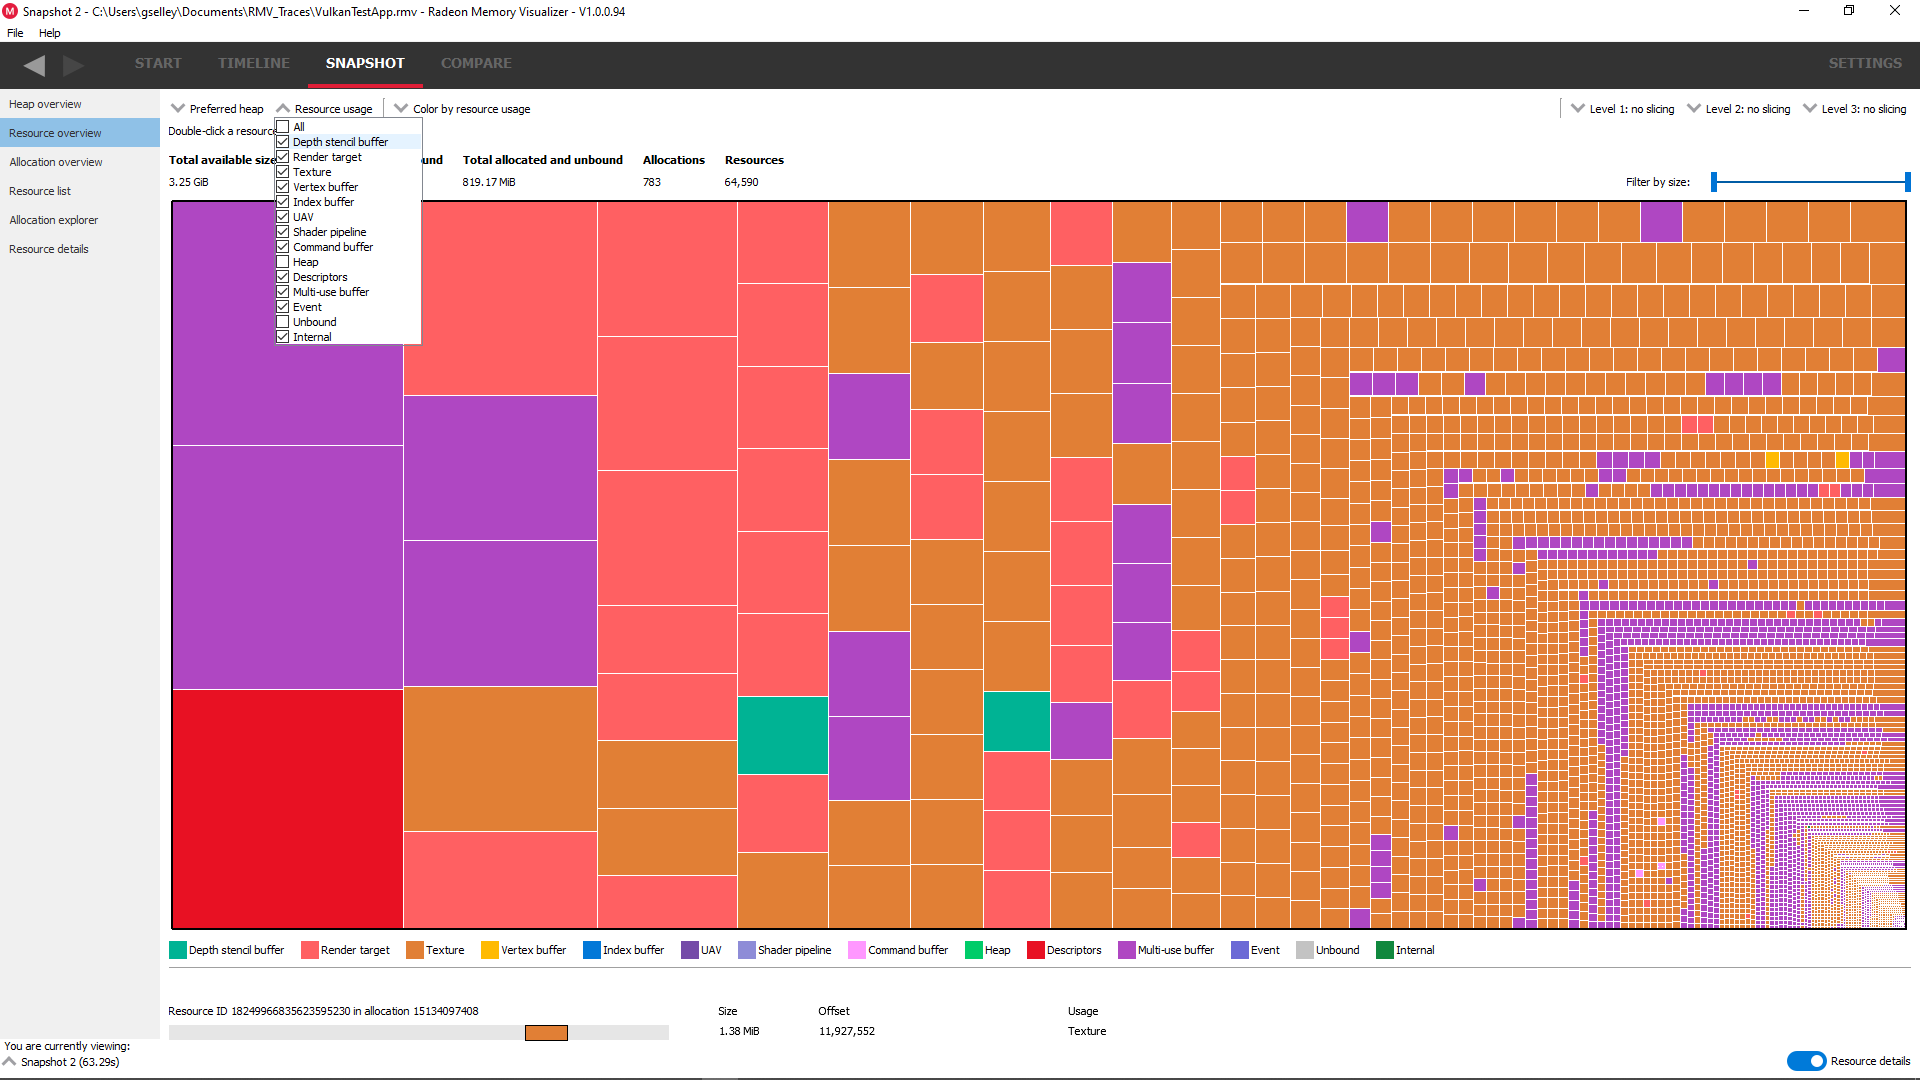 Snapshot 2 - C:\Users\gselley\Documents\RMV_Traces\VulkanTestApp.rmv - Radeon Memory Visualizer - V1.0.0.94
File Help
START TIMELINE SNAPSHOT COMPARE SETTINGS
Heap overview
Resource overview
Allocation overview
Resource list
Allocation explorer
Resource details
Preferred heap Resource usage Color by resource usage Level 1: no slicing Level 2: no slicing Level 3: no slicing
Double-click a resource
All
Depth stencil buffer
Render target
Texture
Vertex buffer
Index buffer
UAV
Shader pipeline
Command buffer
Heap
Descriptors
Multi-use buffer
Event
Unbound
Internal
Total available size Total allocated and unbound Allocations Resources
3.25 GiB 819.17 MiB 783 64,590
Filter by size:
Depth stencil buffer Render target Texture Vertex buffer Index buffer UAV Shader pipeline Command buffer Heap Descriptors Multi-use buffer Event Unbound Internal
Resource ID 18249966835623595230 in allocation 15134097408 Size Offset Usage
1.38 MiB 11,927,552 Texture
You are currently viewing:
Snapshot 2 (63.29s)
Resource details